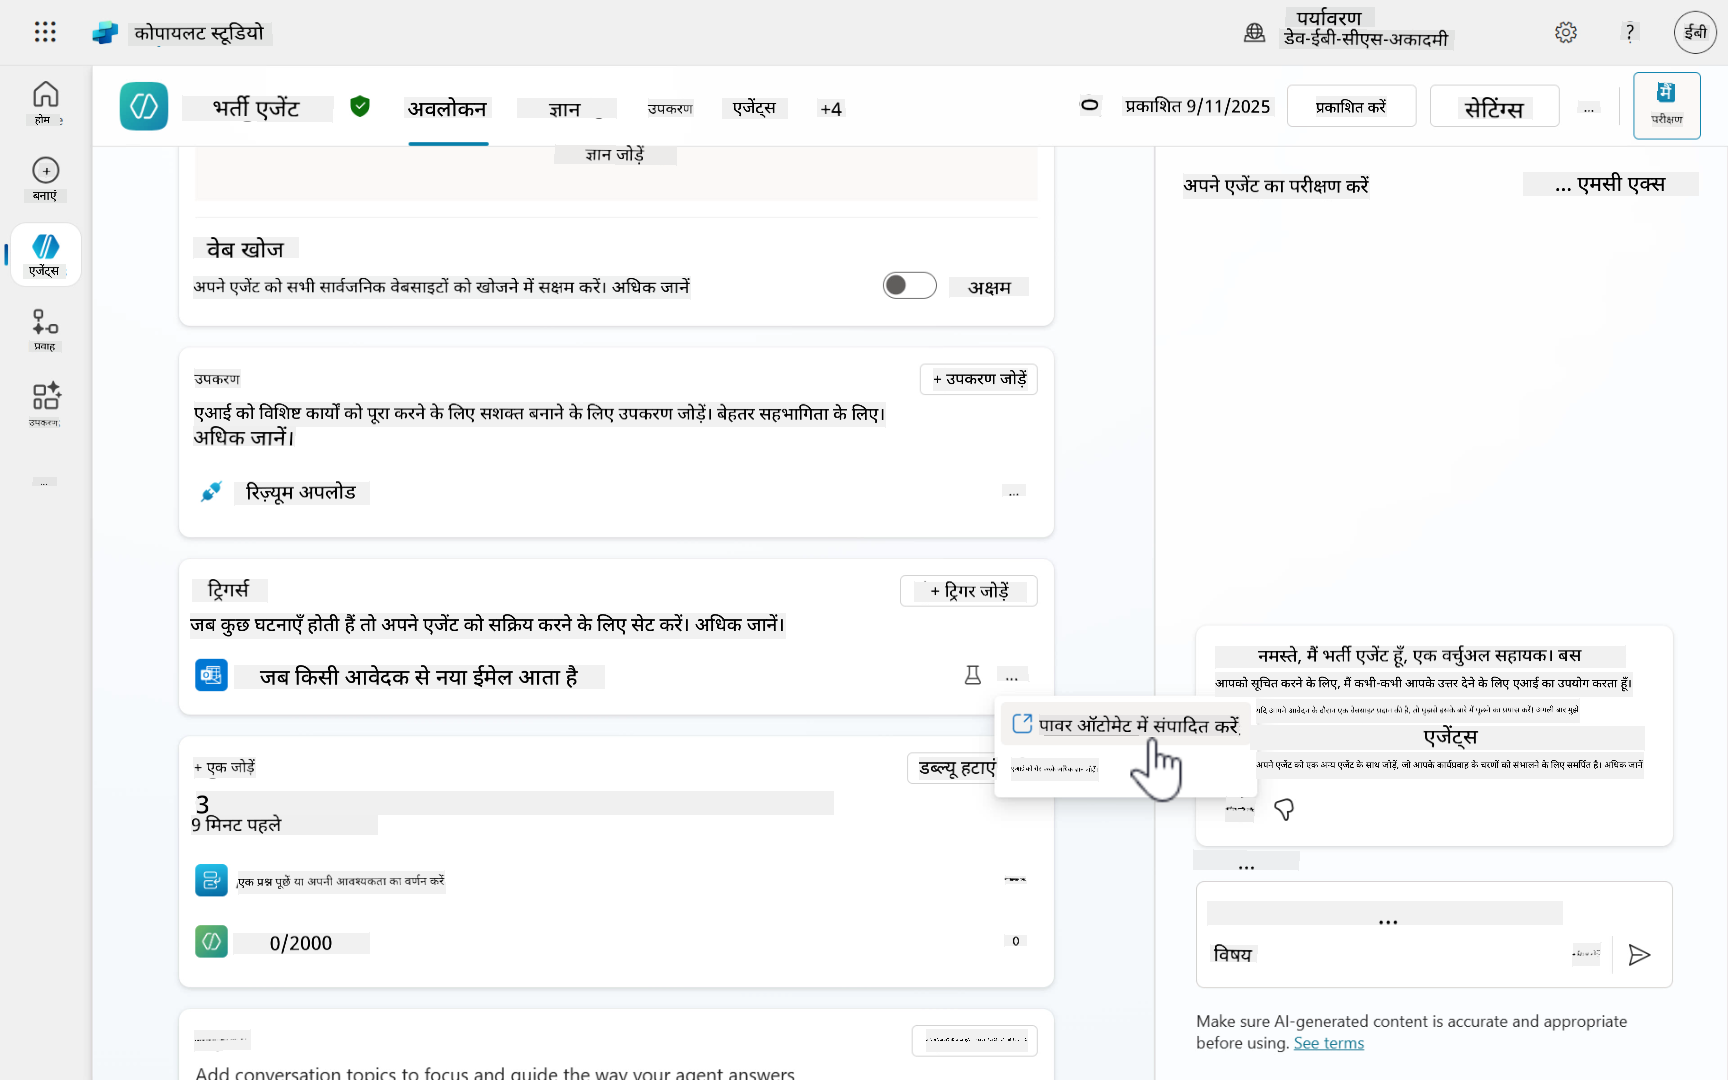 कोपायलट स्टूडियो
पर्यावरण
डेव-ईबी-सीएस-अकादमी
?
ईबी
होम
बनाएं
एजेंट्स
प्रवाह
उपकरण
...
भर्ती एजेंट
अवलोकन
ज्ञान
उपकरण
एजेंट्स
+4
प्रकाशित 9/11/2025
प्रकाशित करें
सेटिंग्स
...
में
परीक्षण
ज्ञान जोड़ें
वेब खोज
अपने एजेंट को सभी सार्वजनिक वेबसाइटों को खोजने में सक्षम करें। अधिक जानें
अक्षम
उपकरण
+ उपकरण जोड़ें
एआई को विशिष्ट कार्यों को पूरा करने के लिए सशक्त बनाने के लिए उपकरण जोड़ें। बेहतर सहभागिता के लिए।
अधिक जानें।
रिज़्यूम अपलोड
...
ट्रिगर्स
+ ट्रिगर जोड़ें
जब कुछ घटनाएँ होती हैं तो अपने एजेंट को सक्रिय करने के लिए सेट करें। अधिक जानें।
जब किसी आवेदक से नया ईमेल आता है
...
पावर ऑटोमेट में संपादित करें
+ एक जोड़ें
डब्ल्यू हटाएं
3
9 मिनट पहले
एक प्रश्न पूछें या अपनी आवश्यकता का वर्णन करें
0/2000
0
Add conversation topics to focus and guide the way your agent answers
अपने एजेंट का परीक्षण करें
... एमसी एक्स
नमस्ते, मैं भर्ती एजेंट हूँ, एक वर्चुअल सहायक। बस
आपको सूचित करने के लिए, मैं कभी-कभी आपके उत्तर देने के लिए एआई का उपयोग करता हूँ।
एजेंट्स
अपने एजेंट को एक अन्य एजेंट के साथ जोड़ें, जो आपके कार्यप्रवाह के चरणों को संभालने के लिए समर्पित है। अधिक जानें
...
...
विषय
Make sure AI-generated content is accurate and appropriate
before using. See terms